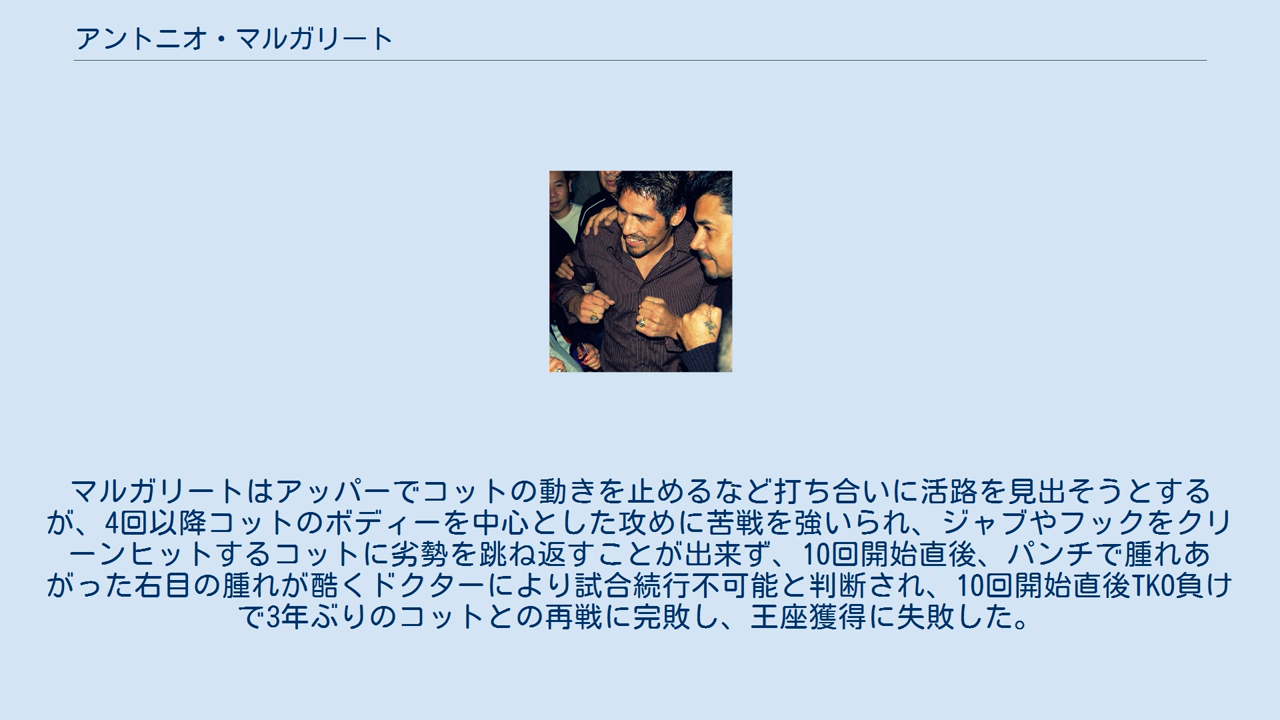 アントニオ・マルガリート
マルガリートはアッパーでコットの動きを止めるなど打ち合いに活路を見出そうとする
が、4回以降コットのボディーを中心とした攻めに苦戦を強いられ、ジャブやフックをクリ
ーンヒットするコットに劣勢を跳ね返すことが出来ず、10回開始直後、パンチで腫れあ
がった右目の腫れが酷くドクターにより試合続行不可能と判断され、10回開始直後TKO負け
で3年ぶりのコットとの再戦に完敗し、王座獲得に失敗した。